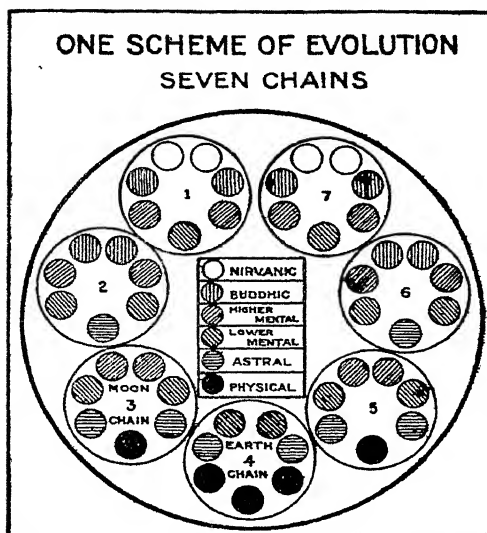 ONE SCHEME OF EVOLUTION
SEVEN CHAINS
1
7
2
6
NIRVANIC
BUDDHIC
HIGHER
MENTAL
LOWER
MENTAL
ASTRAL
PHYSICAL
MOON
3
CHAIN
5
EARTH
4
CHAIN